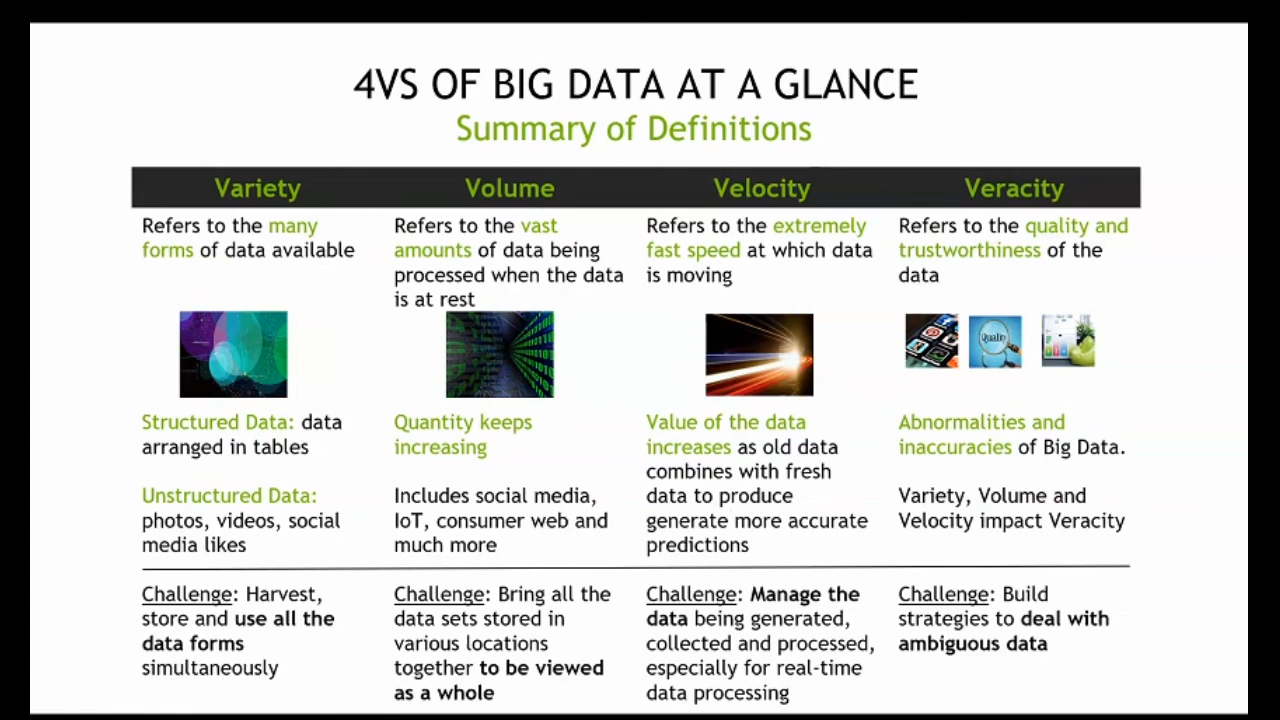 4VS OF BIG DATA AT A GLANCE
Summary of Definitions
Variety
Refers to the many
forms of data available
Structured Data: data
arranged in tables
Unstructured Data:
photos, videos, social
media likes
Challenge: Harvest,
store and use all the
data forms
simultaneously
Volume
Refers to the vast
amounts of data being
processed when the data
is at rest
Quantity keeps
increasing
Includes social media,
IoT, consumer web and
much more
Challenge: Bring all the
data sets stored in
various locations
together to be viewed
as a whole
Velocity
Refers to the extremely
fast speed at which data
is moving
Value of the data
increases as old data
combines with fresh
data to produce
generate more accurate
predictions
Challenge: Manage the
data being generated,
collected and processed,
especially for real-time
data processing
Veracity
Refers to the quality and
trustworthiness of the
data
Quality
Abnormalities and
inaccuracies of Big Data.
Variety, Volume and
Velocity impact Veracity
Challenge: Build
strategies to deal with
ambiguous data